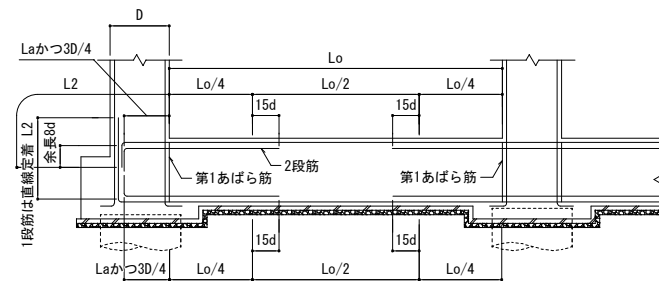 D
Laかつ3D/4
Lo
L2
Lo/4
Lo/2
Lo/4
15d
15d
1段筋は直線定着 L2
余長8d
2段筋
第1あばら筋
第1あばら筋
15d
15d
Laかつ3D/4
Lo/4
Lo/2
Lo/4